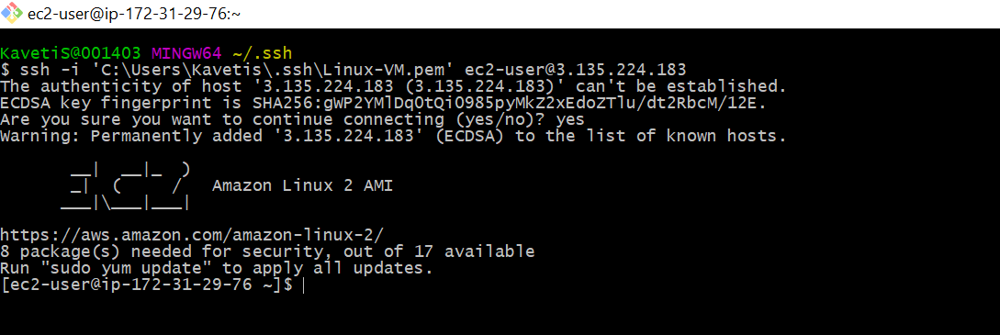 ec2-user@ip-172-31-29-76:~
KavetiS@001403 MINGW64 ~/.ssh
$ ssh -i 'C:\Users\Kavetis\.ssh\Linux-VM.pem' ec2-user@3.135.224.183
The authenticity of host '3.135.224.183 (3.135.224.183)' can't be established.
ECDSA key fingerprint is SHA256:gWP2YMlDq0tQi0985pyMkZ2xEdoZTlu/dt2RbcM/12E.
Are you sure you want to continue connecting (yes/no)? yes
Warning: Permanently added '3.135.224.183' (ECDSA) to the list of known hosts.
       __|  __|_  )
       _|  (     /   Amazon Linux 2 AMI
      ___|\___|___|
https://aws.amazon.com/amazon-linux-2/
8 package(s) needed for security, out of 17 available
Run "sudo yum update" to apply all updates.
[ec2-user@ip-172-31-29-76 ~]$